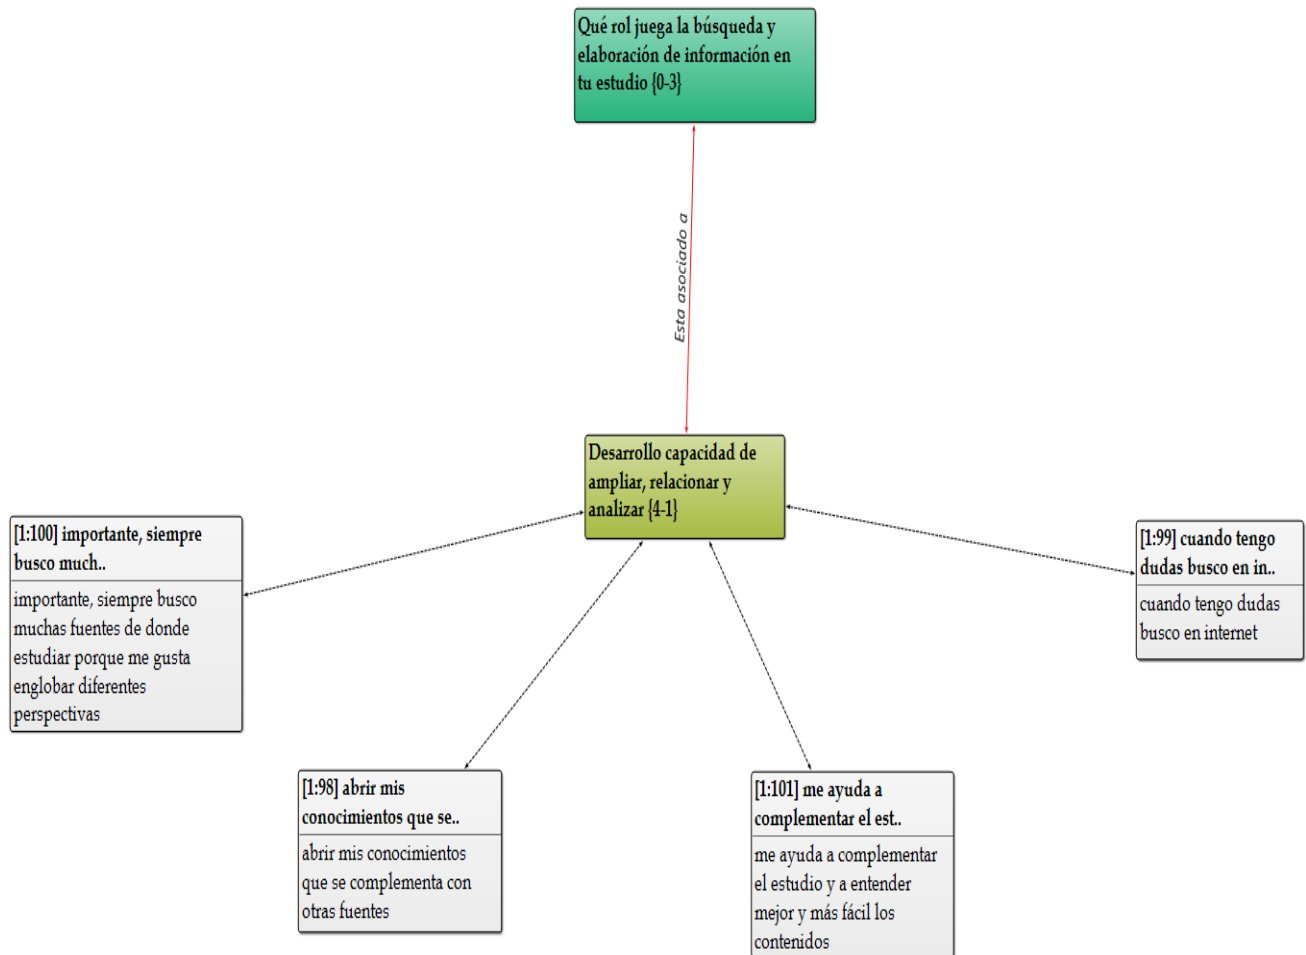 Qué rol juega la búsqueda y
elaboración de información en
tu estudio {0-3}
Esta asociado a
Desarrollo capacidad de
ampliar, relacionar y
analizar {4-1}
[1:100] importante, siempre
busco much..
importante, siempre busco
muchas fuentes de donde
estudiar porque me gusta
englobar diferentes
perspectivas
[1:98] abrir mis
conocimientos que se..
abrir mis conocimientos
que se complementa con
otras fuentes
[1:101] me ayuda a
complementar el est..
me ayuda a complementar
el estudio y a entender
mejor y más fácil los
contenidos
[1:99] cuando tengo
dudas busco en in..
cuando tengo dudas
busco en internet